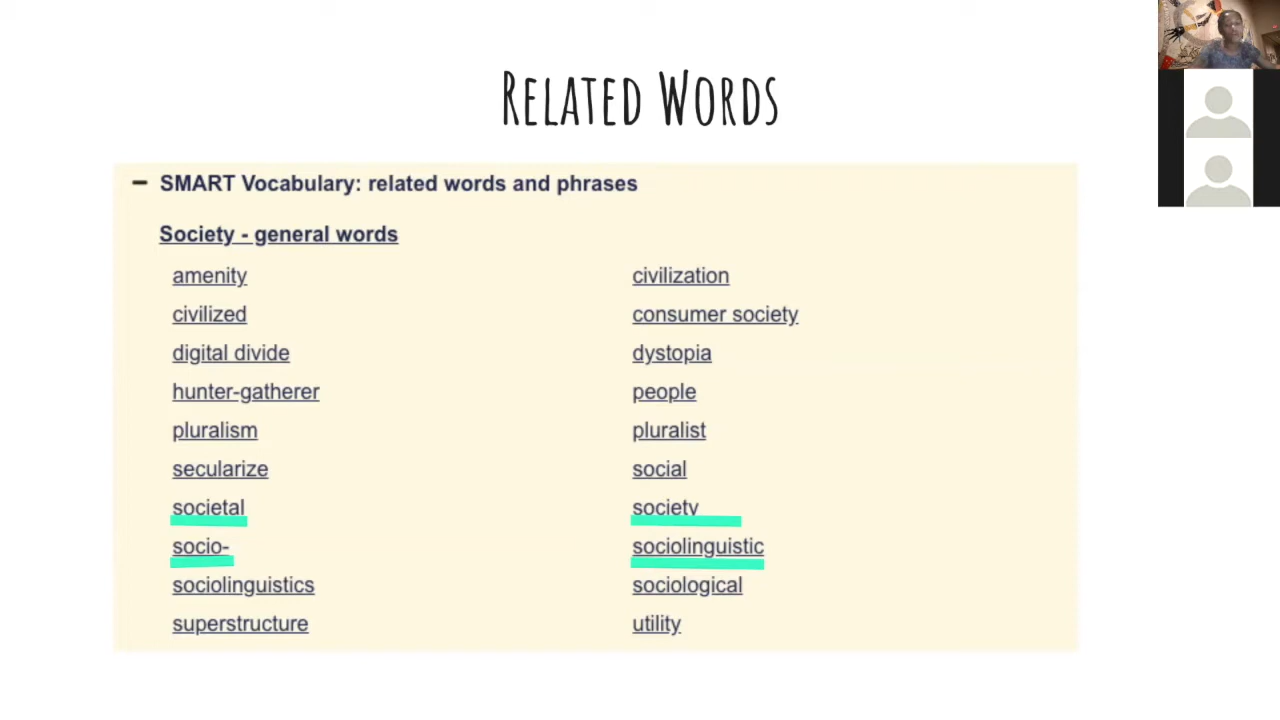 Related Words
SMART Vocabulary: related words and phrases
Society - general words
amenity
civilization
civilized
consumer society
digital divide
dystopia
hunter-gatherer
people
pluralism
pluralist
secularize
social
societal
society
socio-
sociolinguistic
sociolinguistics
sociological
superstructure
utility